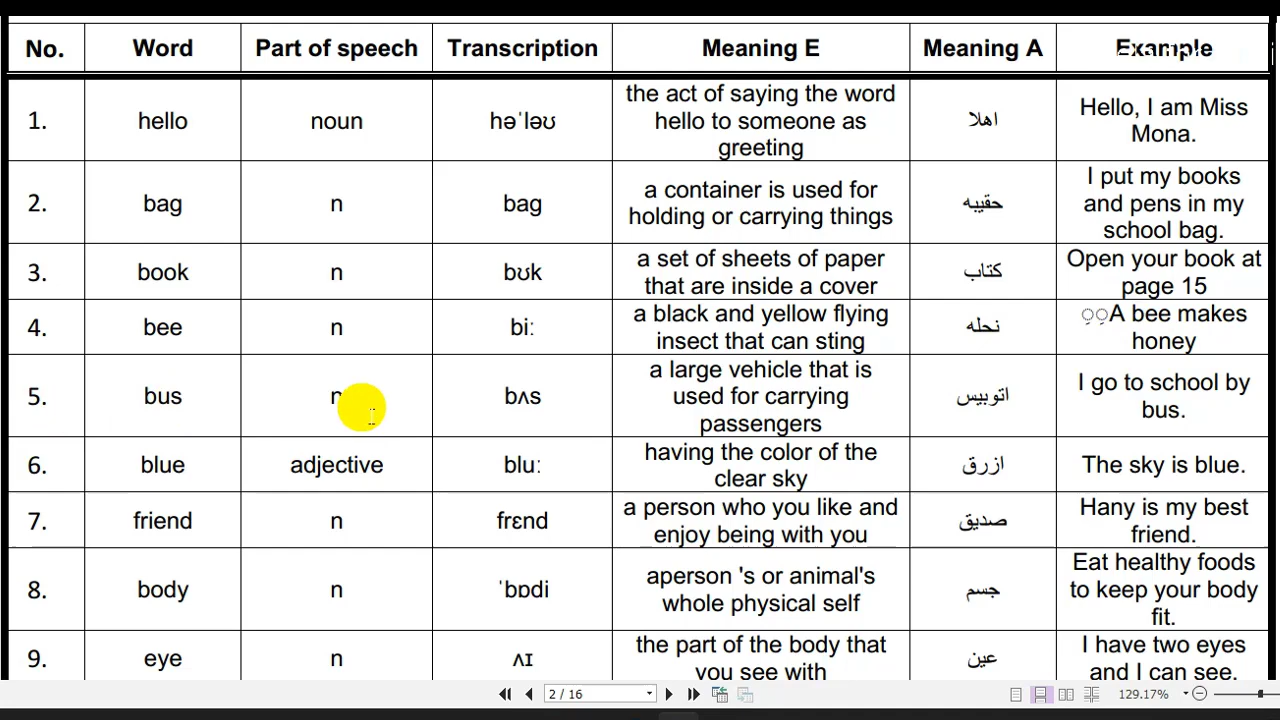 No. Word Part of speech Transcription Meaning E Meaning A Example
1. hello noun həˈləʊ the act of saying the word hello to someone as greeting اهلا Hello, I am Miss Mona.
2. bag n bag a container is used for holding or carrying things حقيبه I put my books and pens in my school bag.
3. book n bʊk a set of sheets of paper that are inside a cover كتاب Open your book at page 15
4. bee n biː a black and yellow flying insect that can sting نحله A bee makes honey
5. bus n bʌs a large vehicle that is used for carrying passengers اتوبيس I go to school by bus.
6. blue adjective bluː having the color of the clear sky ازرق The sky is blue.
7. friend n frɛnd a person who you like and enjoy being with you صديق Hany is my best friend.
8. body n ˈbɒdi aperson 's or animal's whole physical self جسم Eat healthy foods to keep your body fit.
9. eye n ʌɪ the part of the body that you see with عين I have two eyes and I can see.
2 / 16 129.17%